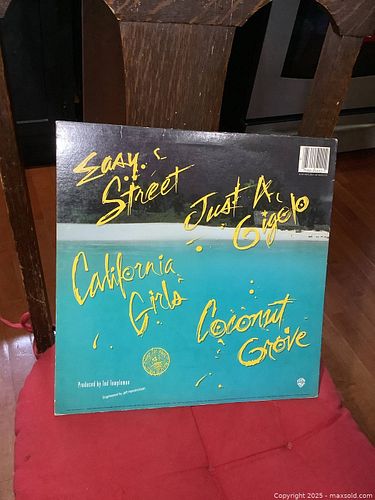 Easy
Street
Just A
Gigolo
California
Girls
Coconut
Grove
Produced by Ted Templeman
Copyright 2025 - maxsold.com